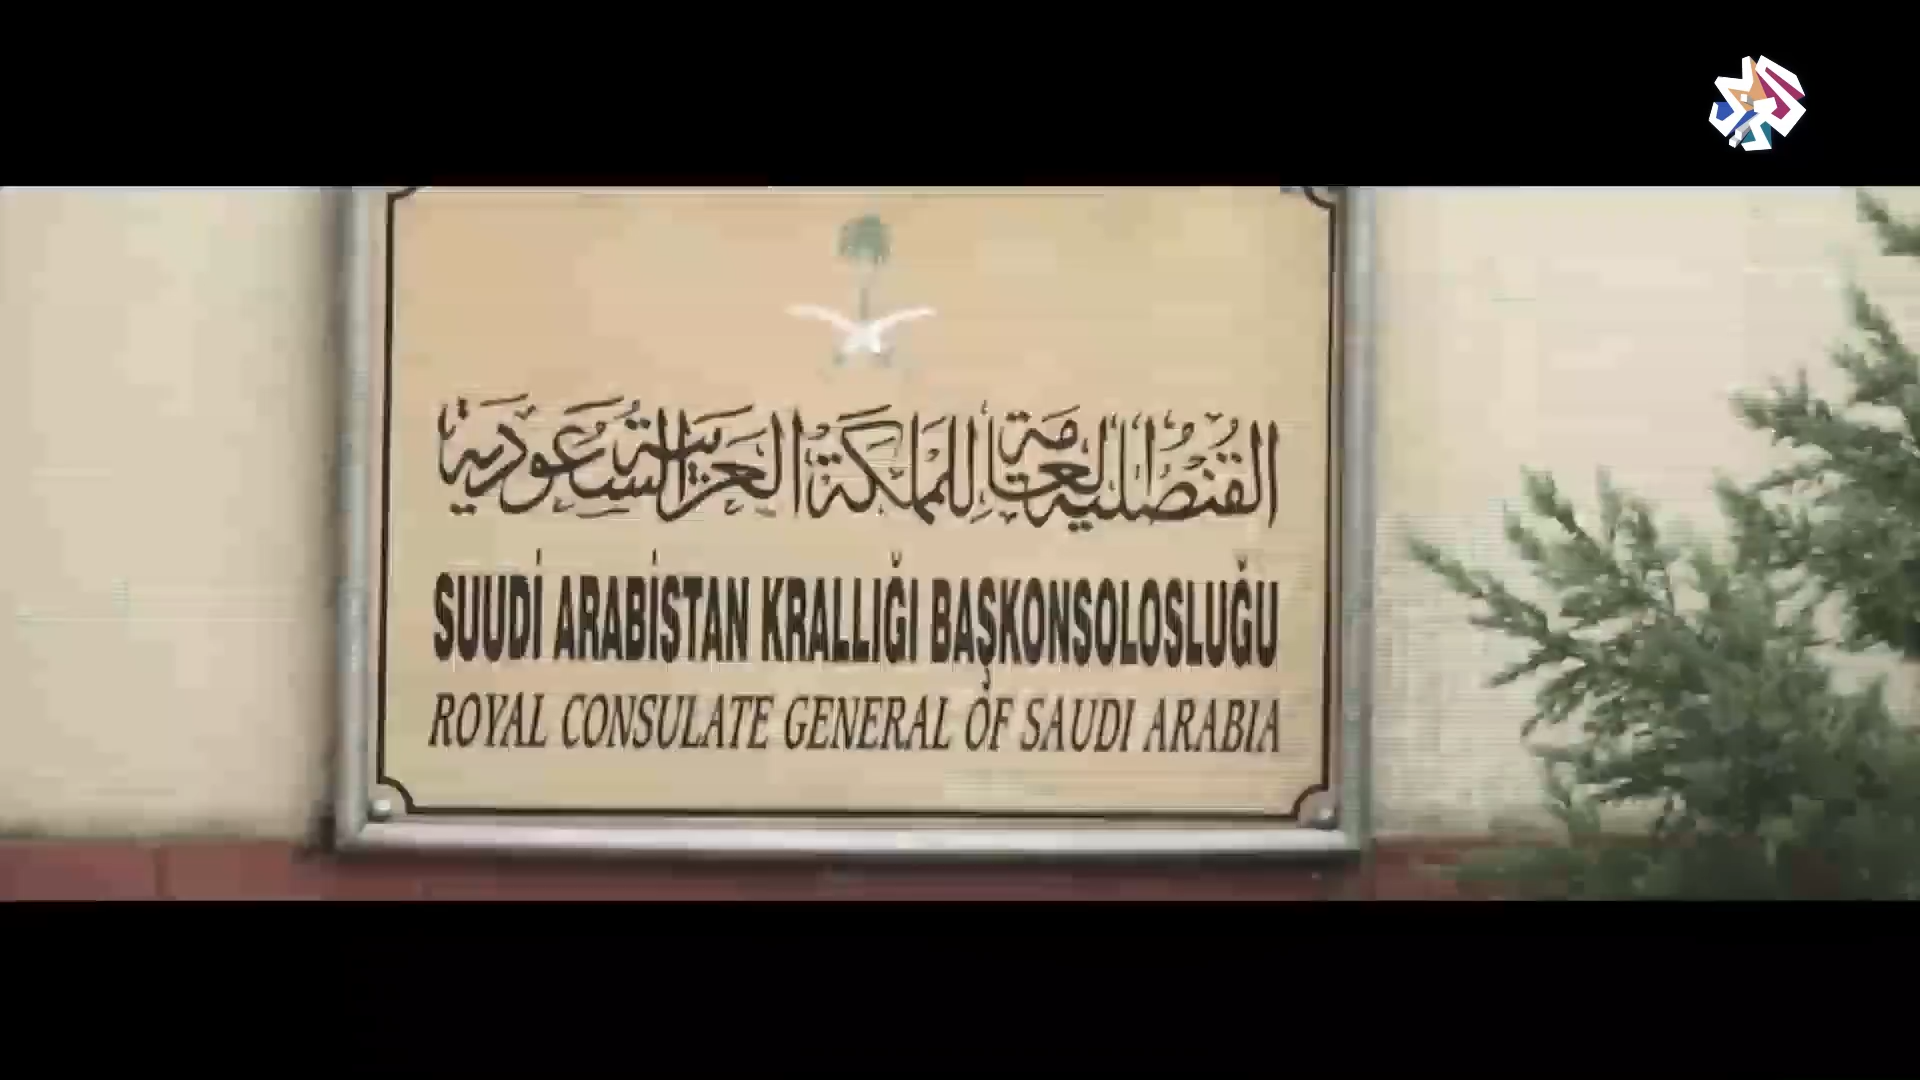 القنصلية العامة للمملكة العربية السعودية
SUUDİ ARABİSTAN KRALLIĞI BAŞKONSOLOSLUĞU
ROYAL CONSULATE GENERAL OF SAUDI ARABIA